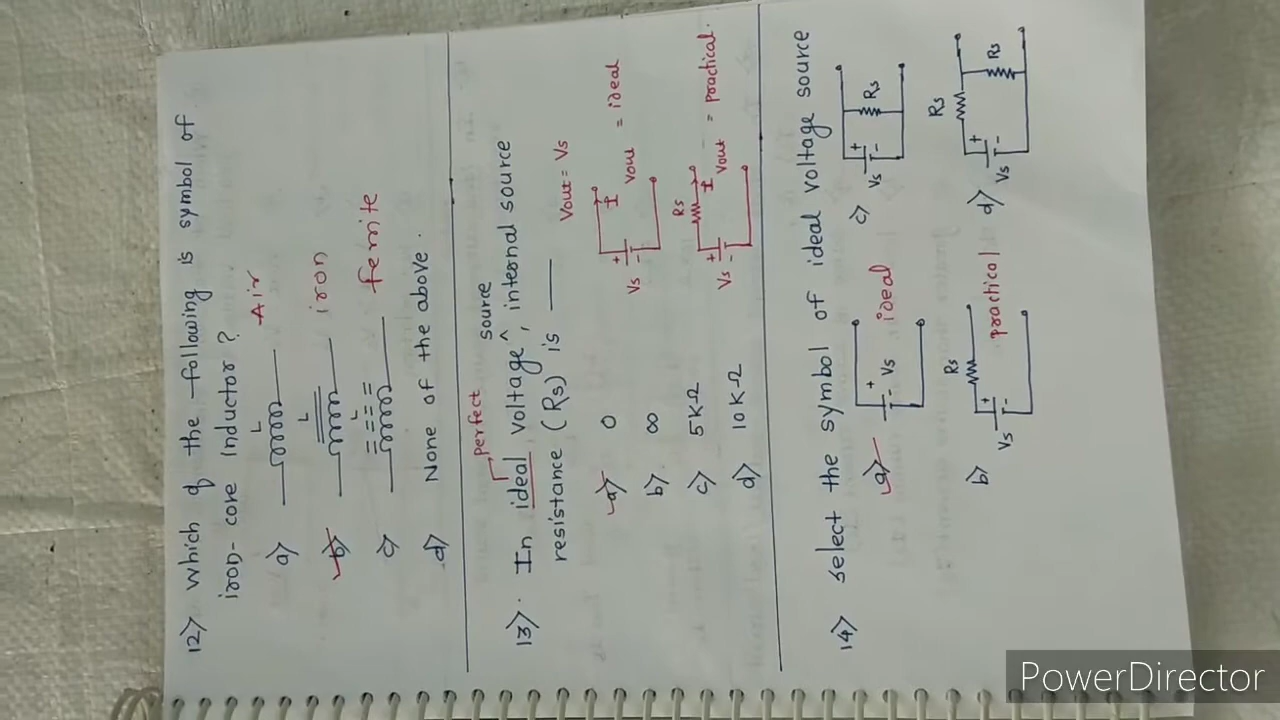 12> which of the following is symbol of
iron-core Inductor?
a> L Air
b> L iron
c> L ferrite
d> None of the above.
perfect source
13>. In ideal voltage ^, internal source
resistance (Rs) is ____
Vout = Vs
a> 0
b> ∞
c> 5KΩ
d> 10KΩ
Vs + - I Vout = ideal
Vs + - Rs I Vout = practical.
14> select the symbol of ideal voltage source
a> + - Vs ideal
b> Vs + - Rs practical
c> Vs + - Rs
d> Vs + - Rs Rs
PowerDirector